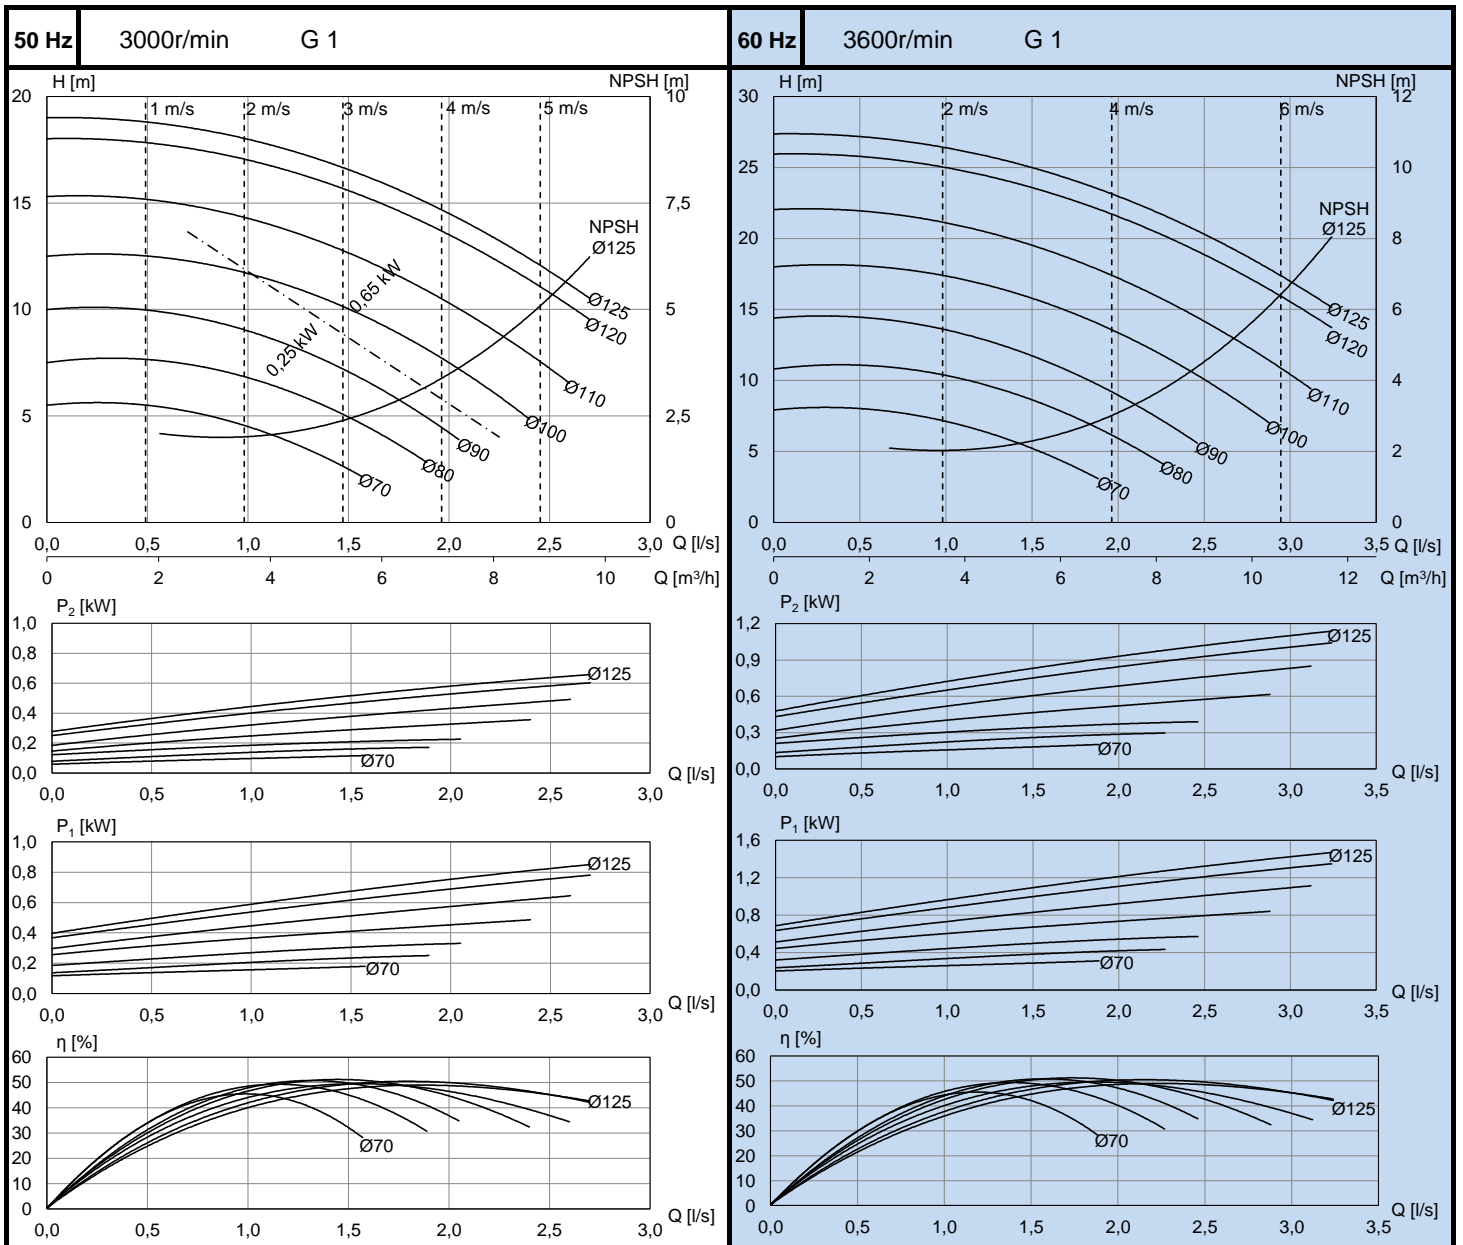 50 Hz 3000r/min G 1
H [m] NPSH [m]
20 10
1 m/s 2 m/s 3 m/s 4 m/s 5 m/s
15 7,5
NPSH
Ø125
10 5
0,65 kW
0,25 kW
Ø125
Ø120
Ø110
5 2,5
Ø100
Ø90
Ø80
Ø70
0 0
0,0 0,5 1,0 1,5 2,0 2,5 3,0 Q [l/s]
0 2 4 6 8 10 Q [m³/h]
P₂ [kW]
1,0
0,8
0,6 Ø125
0,4
0,2
Ø70
0,0 Q [l/s]
0,0 0,5 1,0 1,5 2,0 2,5 3,0
P₁ [kW]
1,0
0,8 Ø125
0,6
0,4
0,2 Ø70
0,0 Q [l/s]
0,0 0,5 1,0 1,5 2,0 2,5 3,0
η [%]
60
50
40 Ø125
30
20 Ø70
10
0 Q [l/s]
0,0 0,5 1,0 1,5 2,0 2,5 3,0
60 Hz 3600r/min G 1
H [m] NPSH [m]
30 12
2 m/s 4 m/s 6 m/s
25 10
NPSH
Ø125
20 8
15 6
Ø125
Ø120
10 4
Ø110
Ø100
5 2
Ø90
Ø80
Ø70
0 0
0,0 0,5 1,0 1,5 2,0 2,5 3,0 3,5 Q [l/s]
0 2 4 6 8 10 12 Q [m³/h]
P₂ [kW]
1,2
Ø125
0,9
0,6
0,3
Ø70
0,0 Q [l/s]
0,0 0,5 1,0 1,5 2,0 2,5 3,0 3,5
P₁ [kW]
1,6
Ø125
1,2
0,8
0,4
Ø70
0,0 Q [l/s]
0,0 0,5 1,0 1,5 2,0 2,5 3,0 3,5
η [%]
60
50
40 Ø125
30
Ø70
20
10
0 Q [l/s]
0,0 0,5 1,0 1,5 2,0 2,5 3,0 3,5